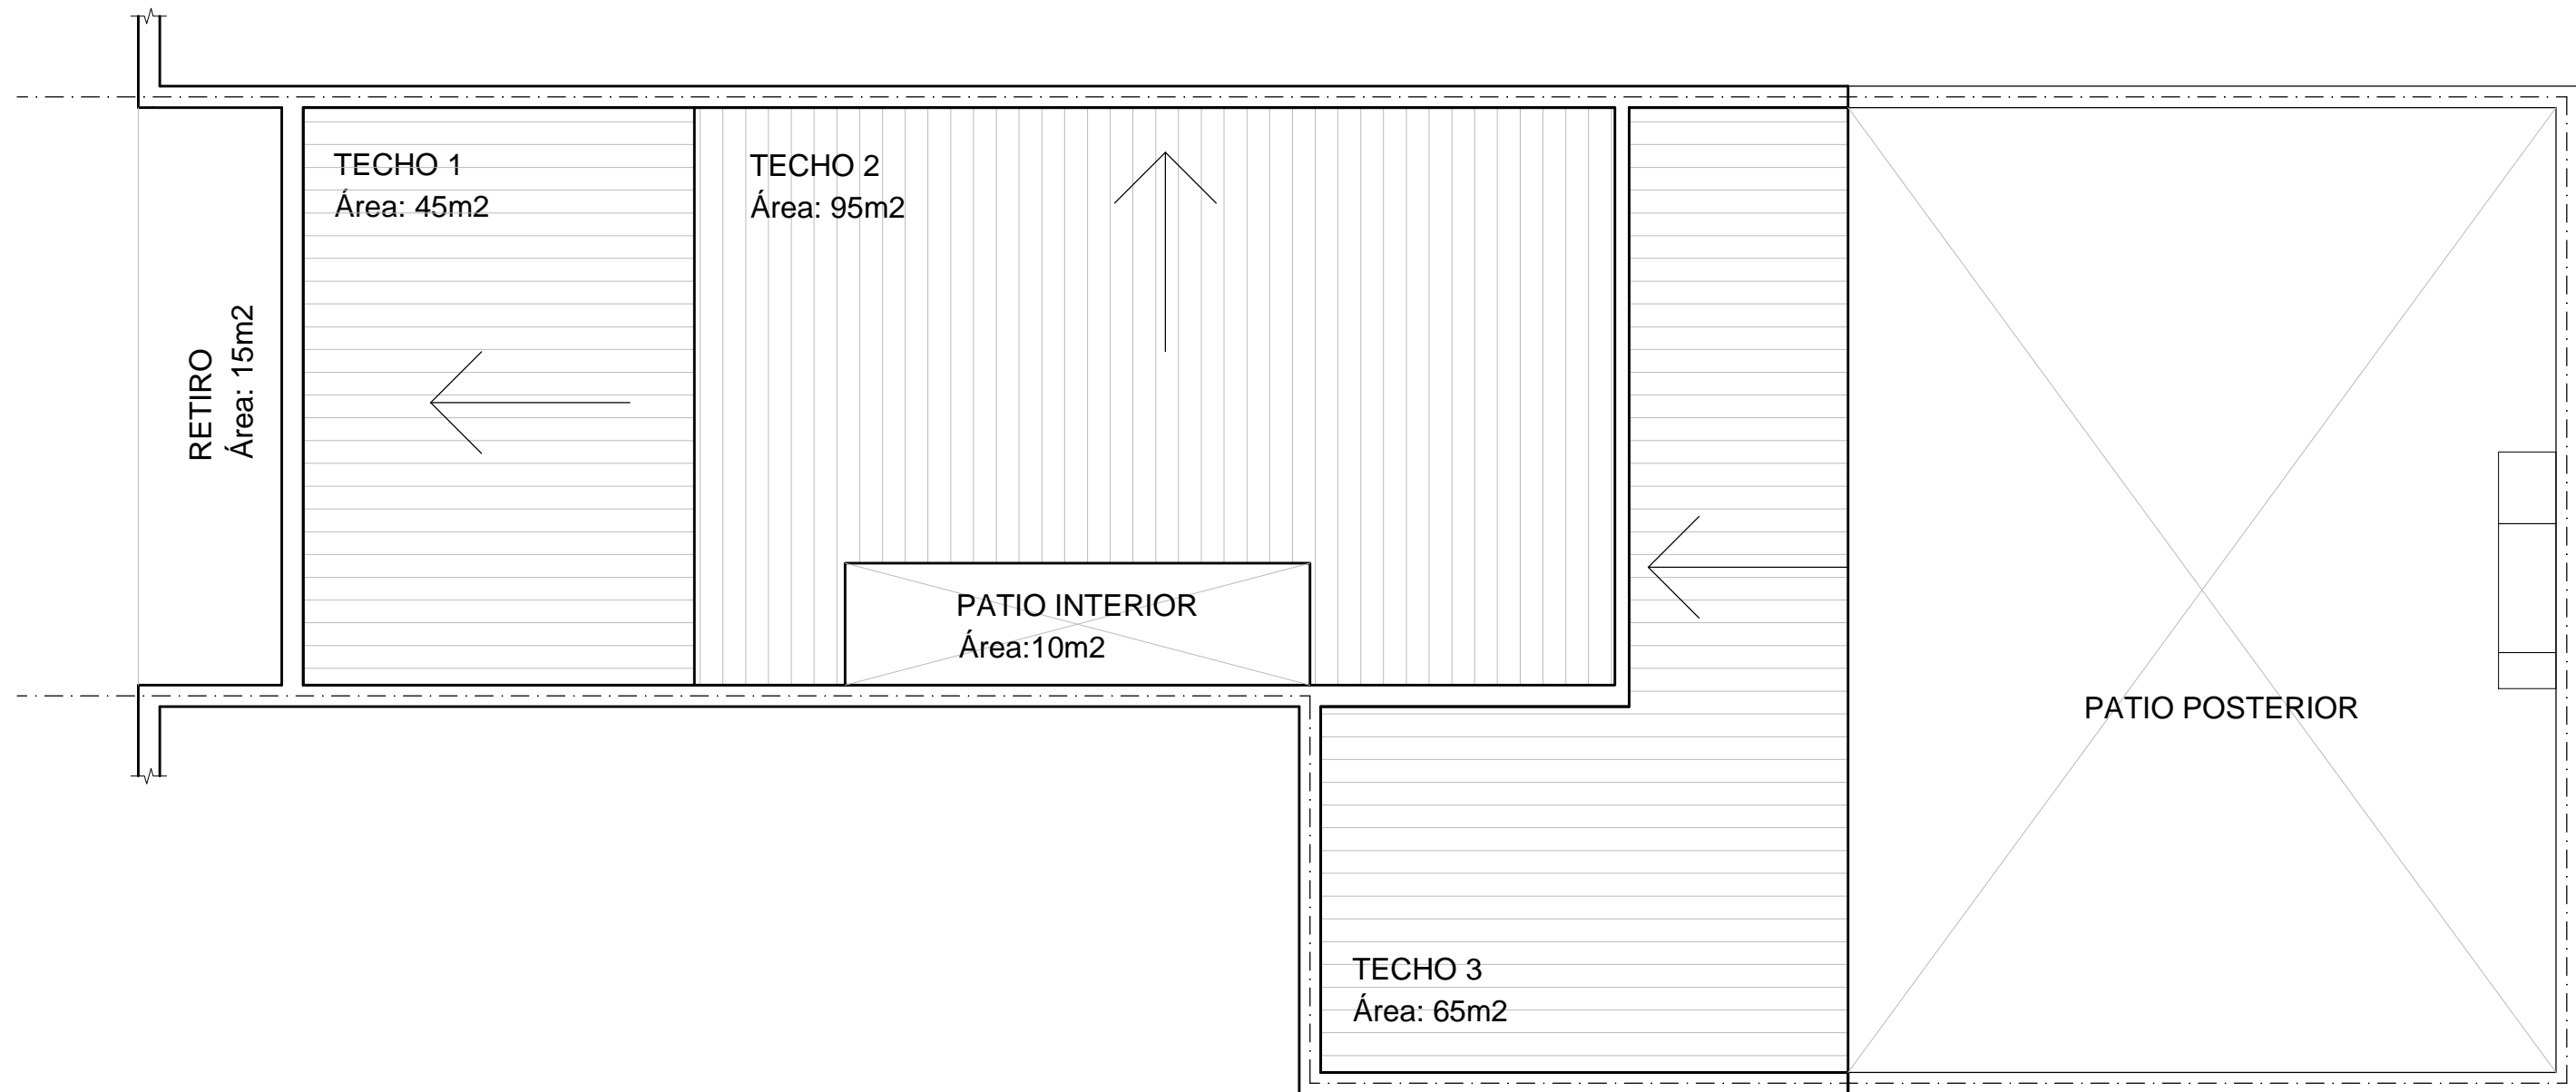 TECHO 1
Área: 45m2
TECHO 2
Área: 95m2
RETIRO
Área: 15m2
PATIO INTERIOR
Área:10m2
PATIO POSTERIOR
TECHO 3
Área: 65m2